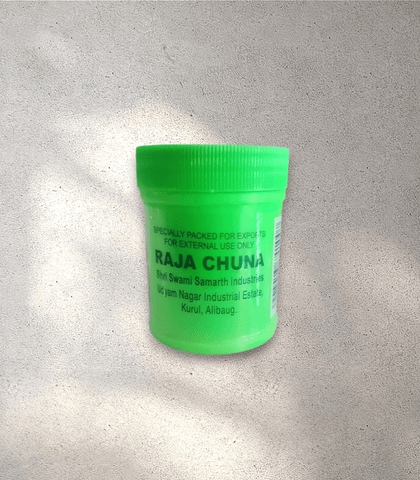 SPECIALLY PACKED FOR EXPORTS
FOR EXTERNAL USE ONLY
RAJA CHUNA
Shri Swami Samarth Industries
Udyam Nagar Industrial Estate,
Kurul, Alibaug.